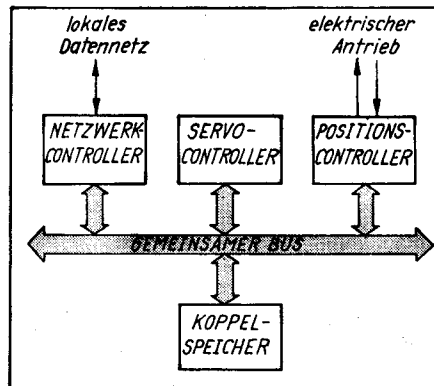 lokales
Datennetz
elektrischer
Antrieb
NETZWERK-
CONTROLLER
SERVO-
CONTROLLER
POSITIONS-
CONTROLLER
GEMEINSAMER BUS
KOPPEL-
SPEICHER